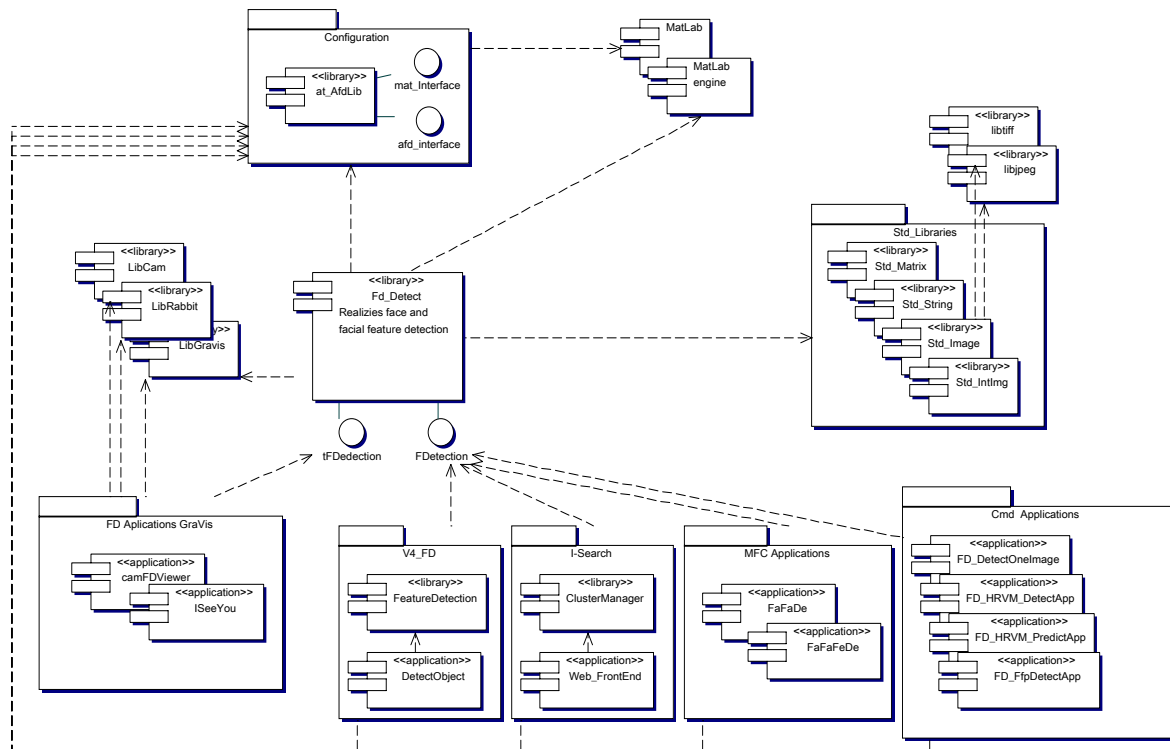 Configuration
<<library>>
at_AfdLib
mat_Interface
afd_interface
MatLab
MatLab
engine
<<library>>
libtiff
<<library>>
libjpeg
Std_Libraries
<<library>>
Std_Matrix
<<library>>
Std_String
<<library>>
Std_Image
<<library>>
Std_IntImg
<<library>>
LibCam
<<library>>
LibRabbit
<<library>>
LibGravis
<<library>>
Fd_Detect
Realizies face and
facial feature detection
tFDedection
FDetection
FD Aplications GraVis
<<application>>
camFDViewer
<<application>>
ISeeYou
V4_FD
<<library>>
FeatureDetection
<<application>>
DetectObject
I-Search
<<library>>
ClusterManager
<<application>>
Web_FrontEnd
MFC Applications
<<application>>
FaFaDe
<<application>>
FaFaFeDe
Cmd_Applications
<<application>>
FD_DetectOneImage
<<application>>
FD_HRVM_DetectApp
<<application>>
FD_HRVM_PredictApp
<<application>>
FD_FfpDetectApp